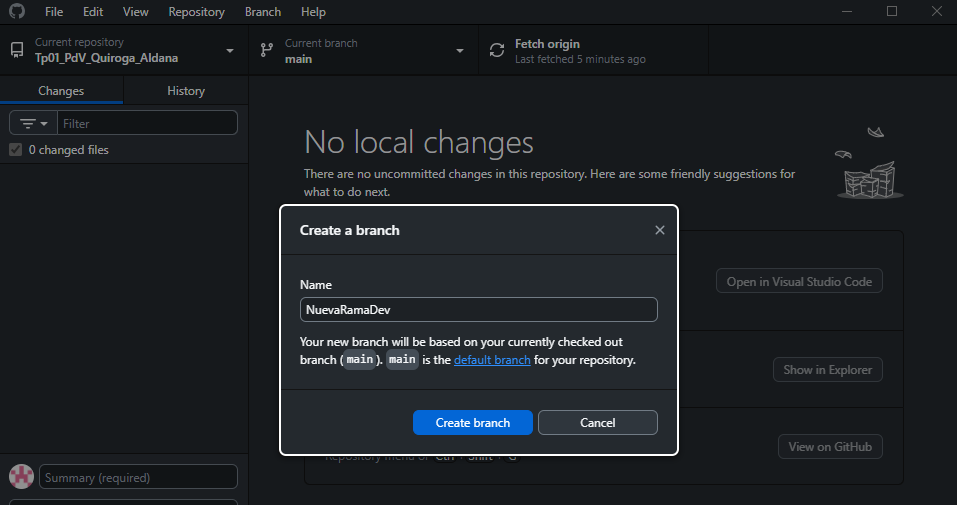 File Edit View Repository Branch Help
Current repository
Tp01_PdV_Quiroga_Aldana
Current branch
main
Fetch origin
Last fetched 5 minutes ago
Changes History
Filter
0 changed files
No local changes
There are no uncommitted changes in this repository. Here are some friendly suggestions for
what to do next.
Create a branch
Name
NuevaRamaDev
Your new branch will be based on your currently checked out
branch (main). main is the default branch for your repository.
Create branch Cancel
Open in Visual Studio Code
Show in Explorer
View on GitHub
Repository menu or Ctrl + Shift + G
Summary (required)